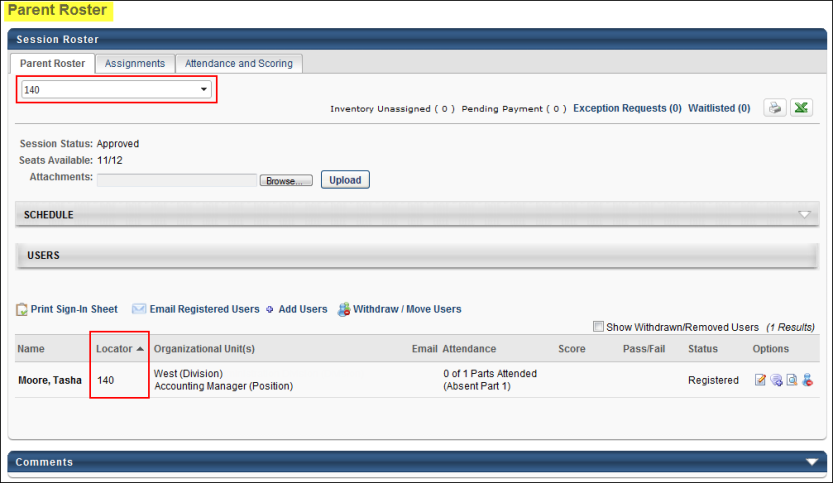 Parent Roster
Session Roster
Parent Roster Assignments Attendance and Scoring
140
Inventory Unassigned ( 0 ) Pending Payment ( 0 ) Exception Requests (0) Waitlisted (0)
Session Status: Approved
Seats Available: 11/12
Attachments: Browse... Upload
SCHEDULE
USERS
Print Sign-In Sheet Email Registered Users Add Users Withdraw / Move Users
Show Withdrawn/Removed Users (1 Results)
Name Locator Organizational Unit(s) Email Attendance Score Pass/Fail Status Options
Moore, Tasha 140 West (Division) 0 of 1 Parts Attended Registered
Accounting Manager (Position) (Absent Part 1)
Comments